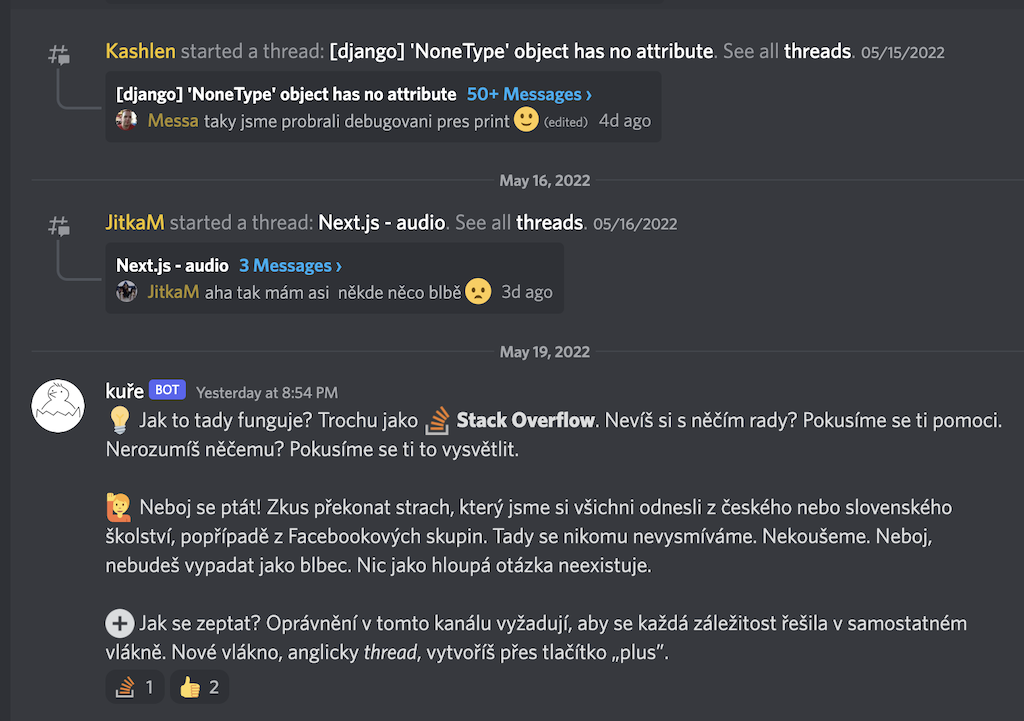 Kashlen started a thread: [django] 'NoneType' object has no attribute. See all threads. 05/15/2022
[django] 'NoneType' object has no attribute 50+ Messages ›
Messa taky jsme probrali debugovani pres print 🙂 (edited) 4d ago
May 16, 2022
JitkaM started a thread: Next.js - audio. See all threads. 05/16/2022
Next.js - audio 3 Messages ›
JitkaM aha tak mám asi někde něco blbě 😦 3d ago
May 19, 2022
kuře BOT Yesterday at 8:54 PM
💡 Jak to tady funguje? Trochu jako Stack Overflow. Nevíš si s něčím rady? Pokusíme se ti pomoci.
Nerozumíš něčemu? Pokusíme se ti to vysvětlit.
🙋 Neboj se ptát! Zkus překonat strach, který jsme si všichni odnesli z českého nebo slovenského
školství, popřípadě z Facebookových skupin. Tady se nikomu nevysmíváme. Nekoušeme. Neboj,
nebudeš vypadat jako blbec. Nic jako hloupá otázka neexistuje.
Jak se zeptat? Oprávnění v tomto kanálu vyžadují, aby se každá záležitost řešila v samostatném
vlákně. Nové vlákno, anglicky thread, vytvoříš přes tlačítko „plus”.
1 👍 2